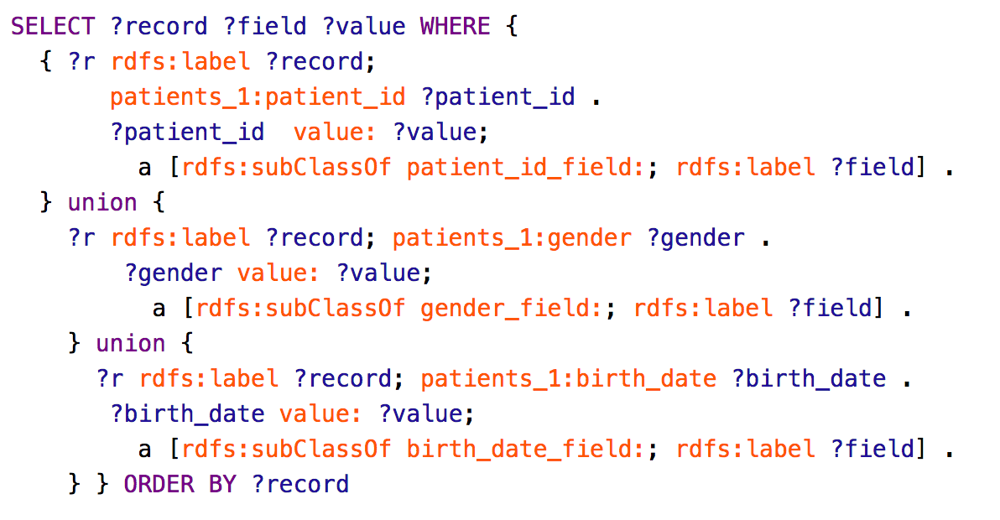 SELECT ?record ?field ?value WHERE {
{ ?r rdfs:label ?record;
patients_1:patient_id ?patient_id .
?patient_id value: ?value;
a [rdfs:subClassOf patient_id_field:; rdfs:label ?field] .
} union {
?r rdfs:label ?record; patients_1:gender ?gender .
?gender value: ?value;
a [rdfs:subClassOf gender_field:; rdfs:label ?field] .
} union {
?r rdfs:label ?record; patients_1:birth_date ?birth_date .
?birth_date value: ?value;
a [rdfs:subClassOf birth_date_field:; rdfs:label ?field] .
} } ORDER BY ?record